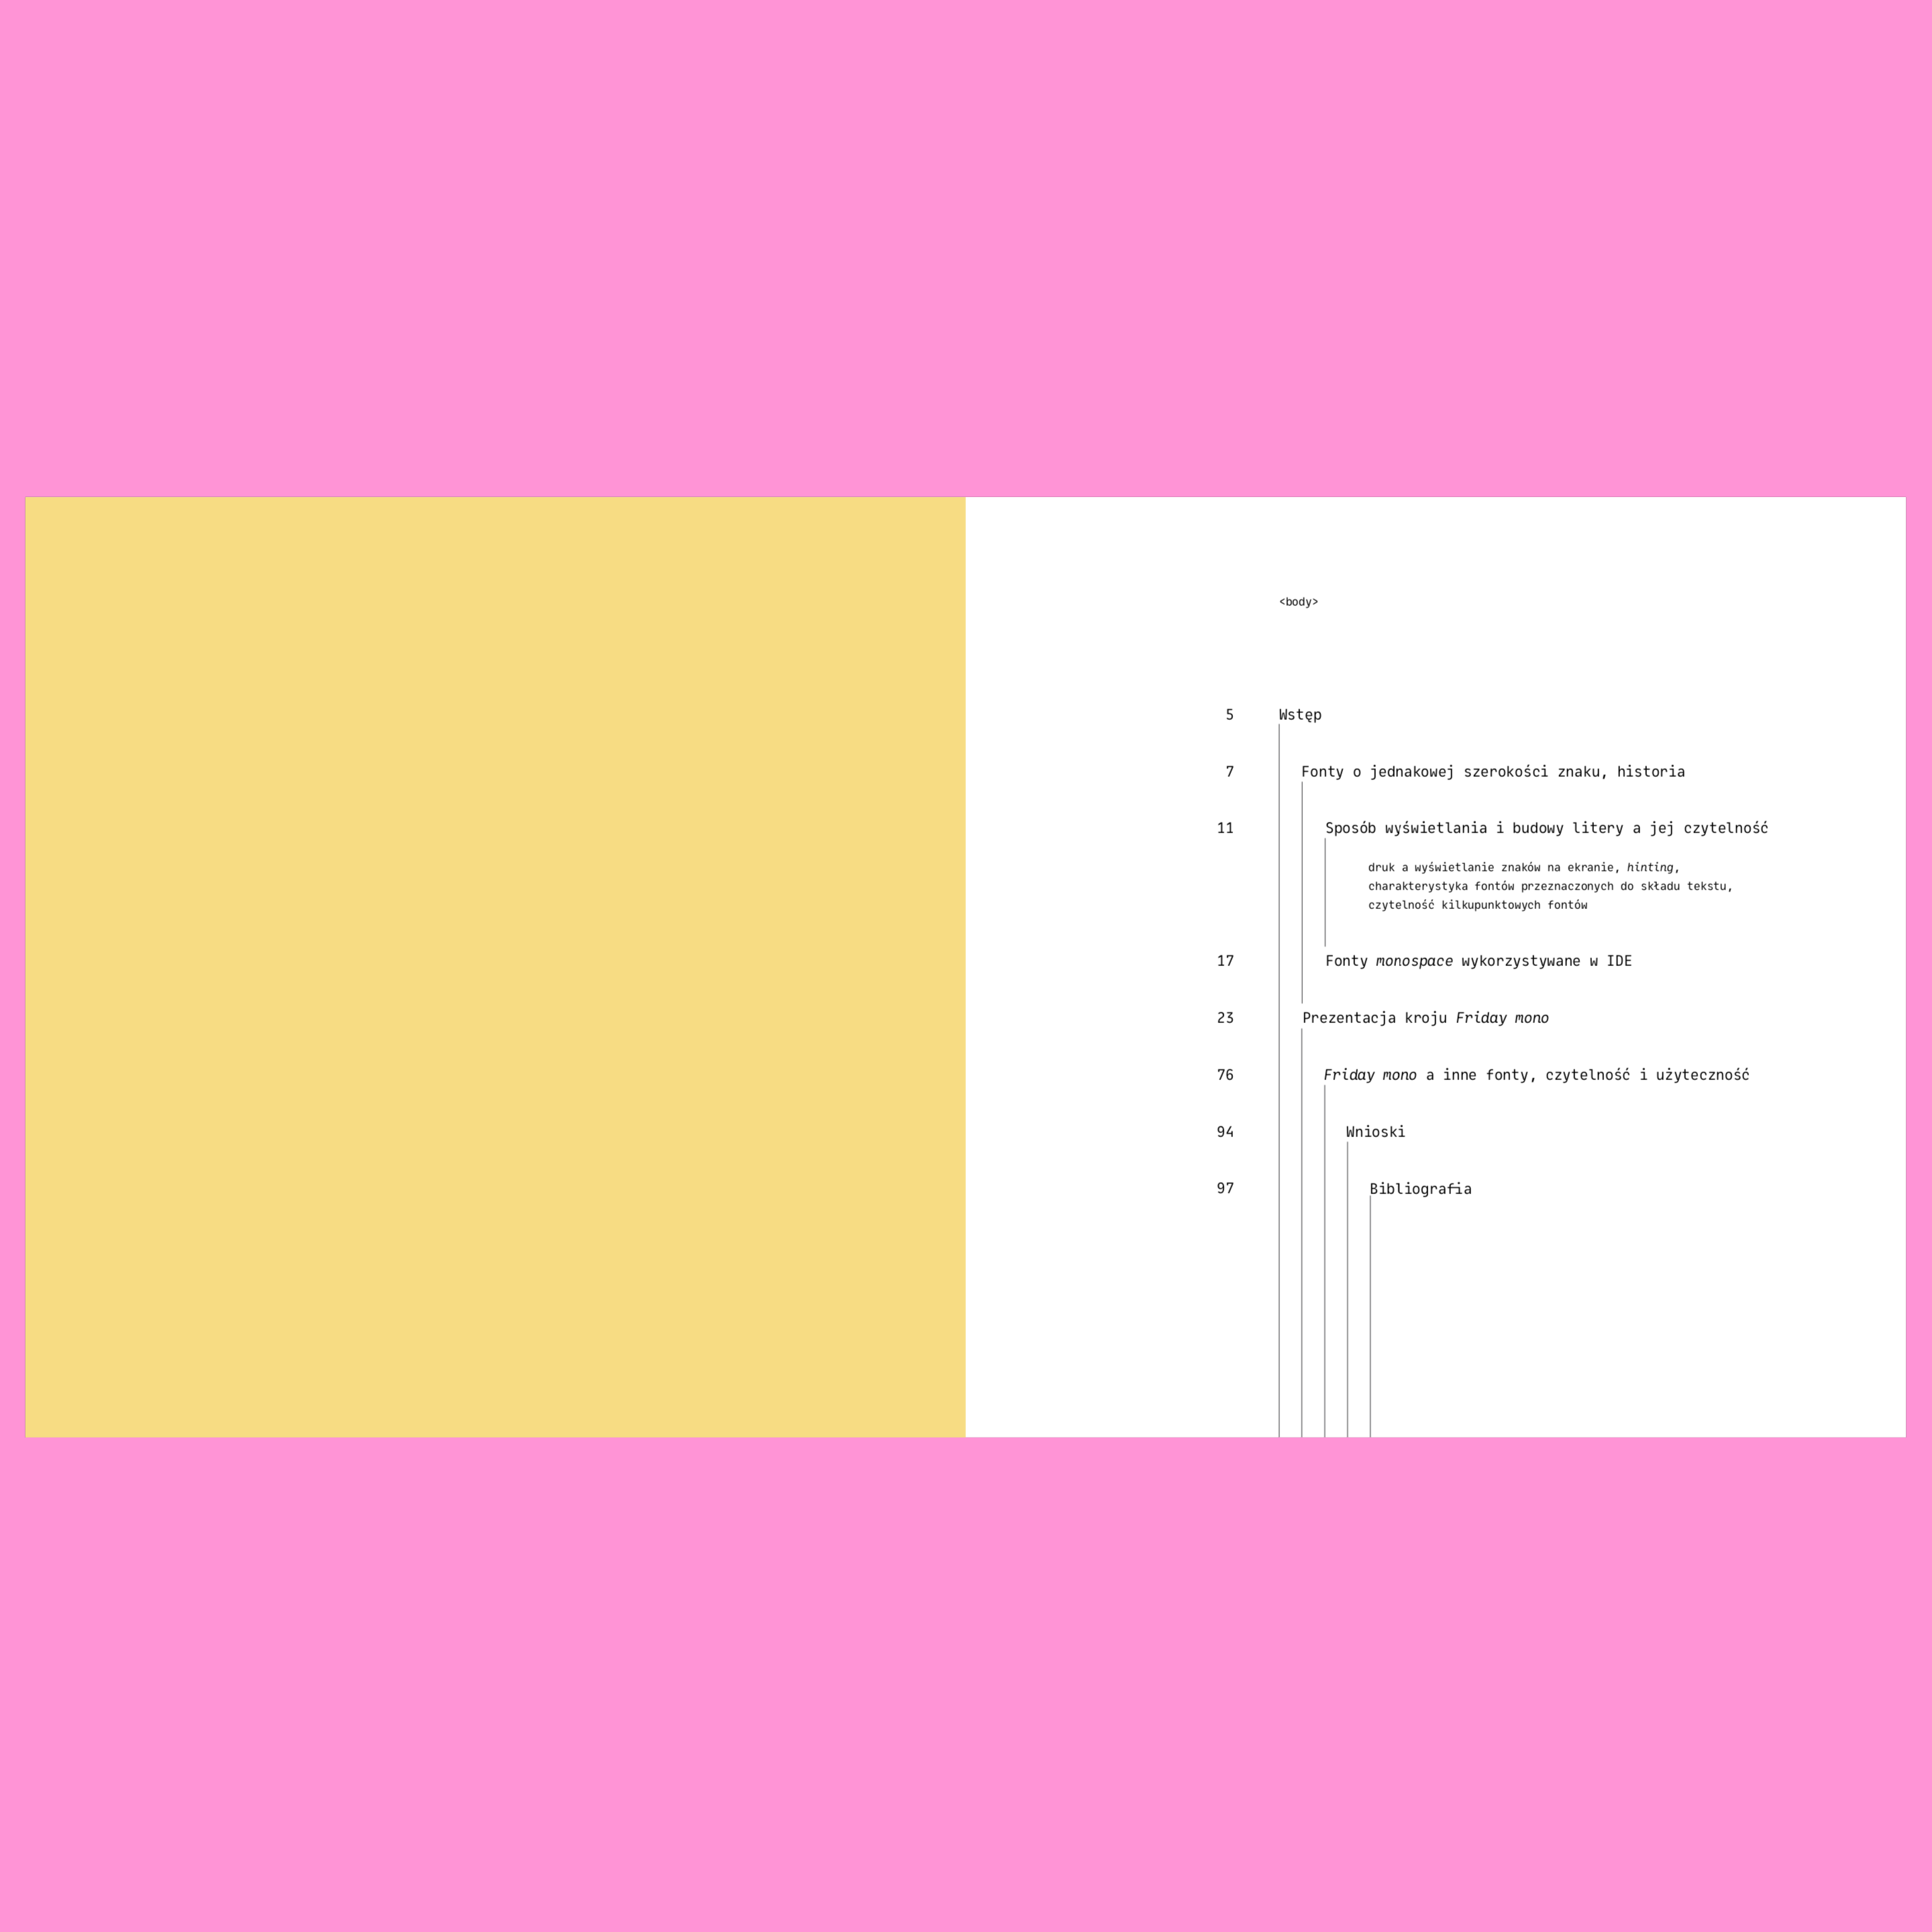 <body>
5 Wstęp
7 Fonty o jednakowej szerokości znaku, historia
11 Sposób wyświetlania i budowy litery a jej czytelność
druk a wyświetlanie znaków na ekranie, hinting,
charakterystyka fontów przeznaczonych do składu tekstu,
czytelność kilkupunktowych fontów
17 Fonty monospace wykorzystywane w IDE
23 Prezentacja kroju Friday mono
76 Friday mono a inne fonty, czytelność i użyteczność
94 Wnioski
97 Bibliografia